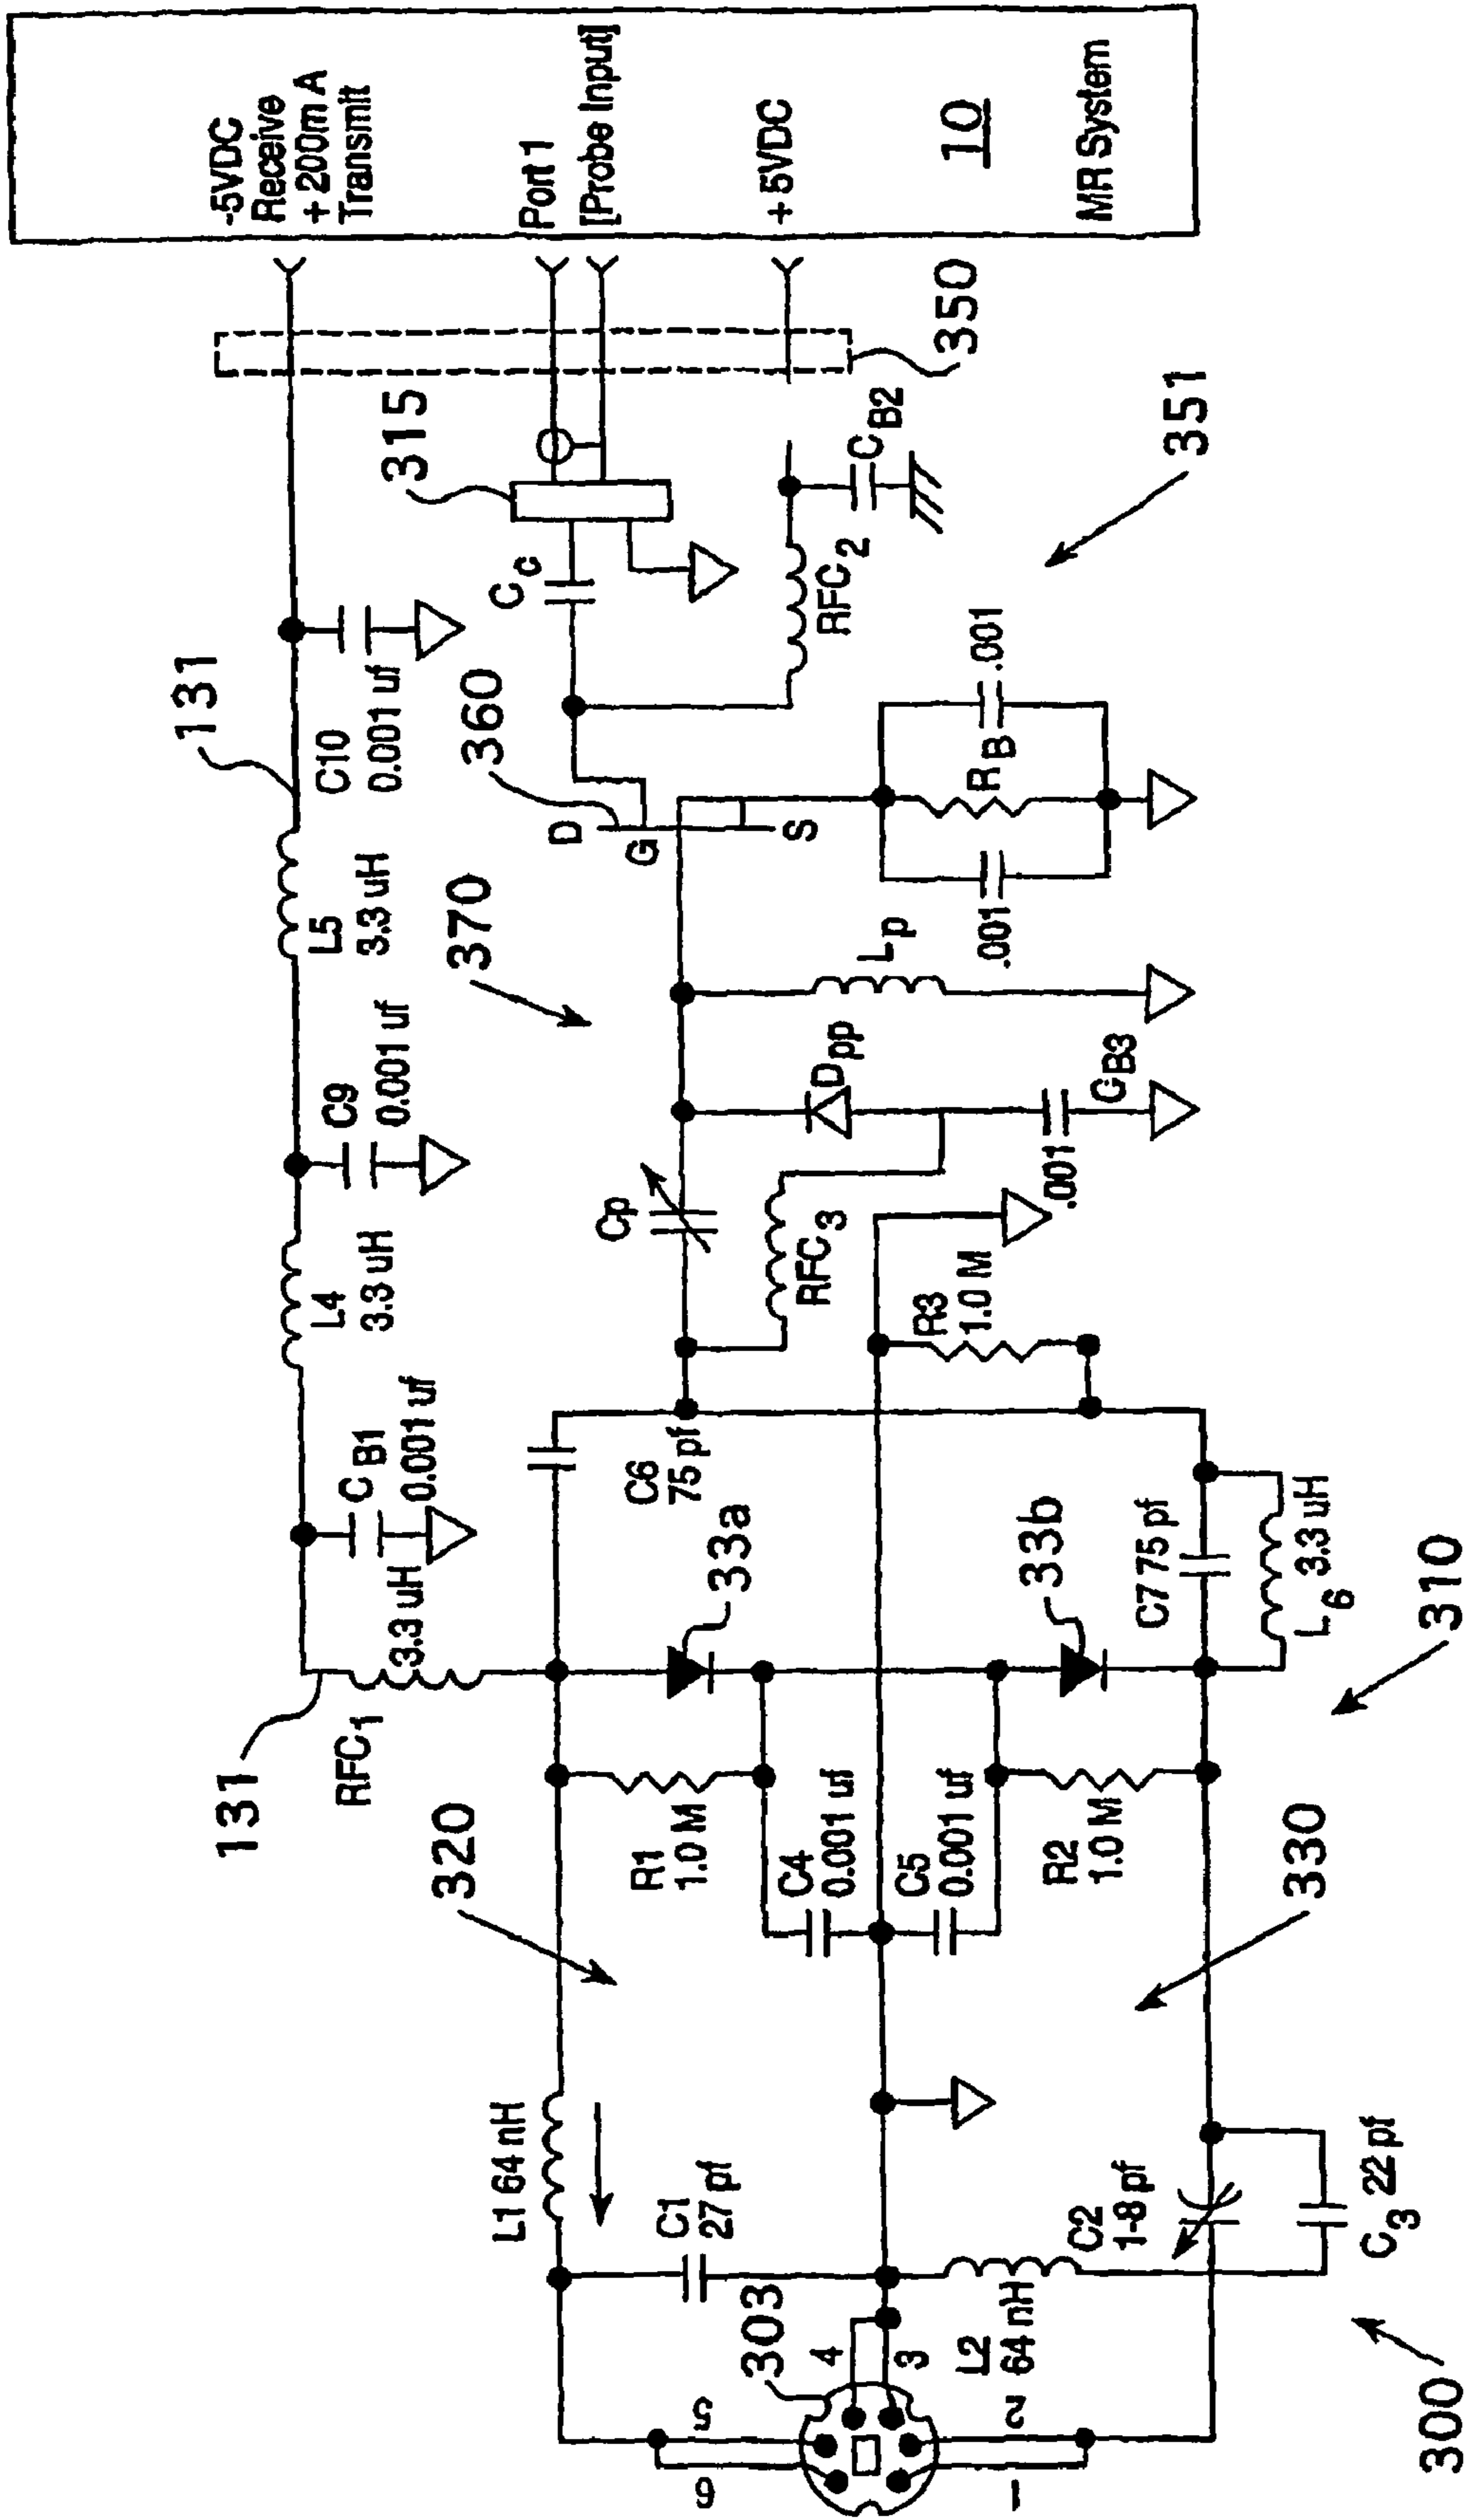 -5VDC
Receive
+200mA
Transmit
Port1
[Probe Input]
+5VDC
10
MR System
131
C10
0.001 uf
L5
3.3 uH
C9
0.001 uf
L4
3.3 uH
CB1
0.001 uf
131
RFC1
3.3 uH
315
350
CC
CB2
RFC2
351
360
D
G
S
.001
RB
.001
370
LP
Dpp
CB3
.001
Cp
RFC3
R3
1.0 M
C6
75 pf
33a
33b
C7 75 pf
L6 3.3 uH
310
320
R1
1.0 M
C4
0.001 uf
C5
0.001 uf
R2
1.0 M
330
L1 64 nH
C1
27 pf
C2
1-8 pf
C3 22 pf
303
4
3
L2
64 nH
5
2
6
1
300